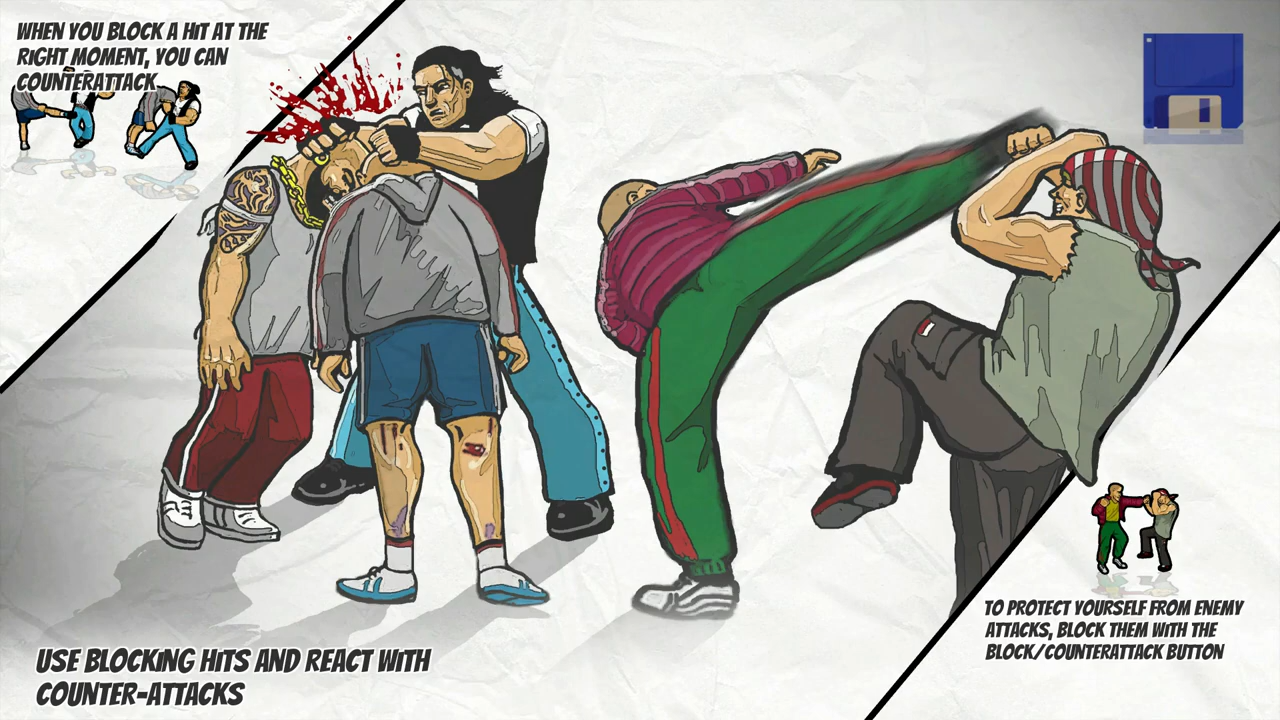 WHEN YOU BLOCK A HIT AT THE
RIGHT MOMENT, YOU CAN
COUNTERATTACK
USE BLOCKING HITS AND REACT WITH
COUNTER-ATTACKS
TO PROTECT YOURSELF FROM ENEMY
ATTACKS, BLOCK THEM WITH THE
BLOCK/COUNTERATTACK BUTTON